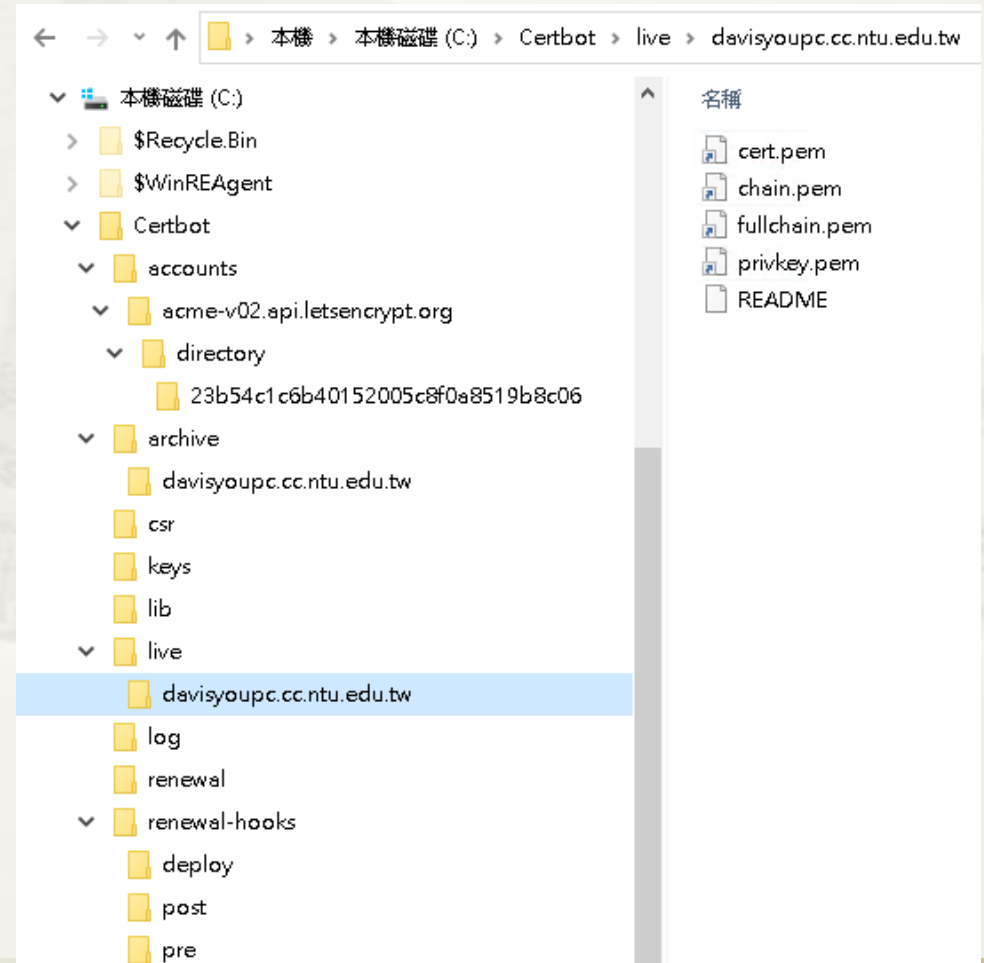 本機 › 本機磁碟 (C:) › Certbot › live › davisyoupc.cc.ntu.edu.tw
本機磁碟 (C:)
$Recycle.Bin
$WinREAgent
Certbot
accounts
acme-v02.api.letsencrypt.org
directory
23b54c1c6b40152005c8f0a8519b8c06
archive
davisyoupc.cc.ntu.edu.tw
csr
keys
lib
live
davisyoupc.cc.ntu.edu.tw
log
renewal
renewal-hooks
deploy
post
pre
名稱
cert.pem
chain.pem
fullchain.pem
privkey.pem
README